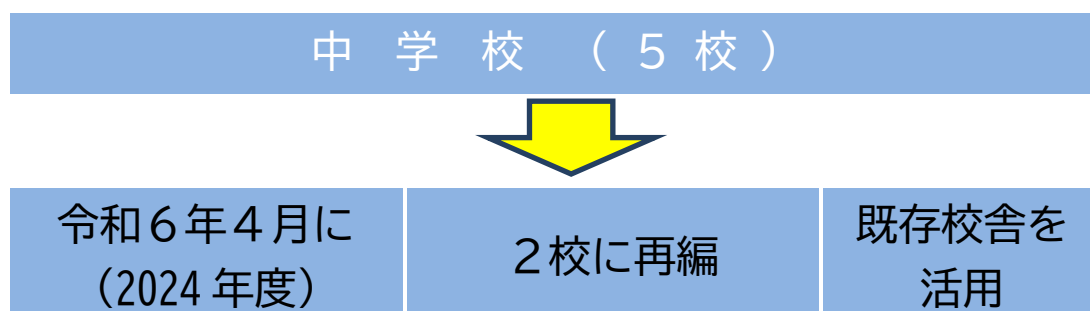 中学校（５校）
令和６年４月に
（2024 年度）
２校に再編
既存校舎を
活用